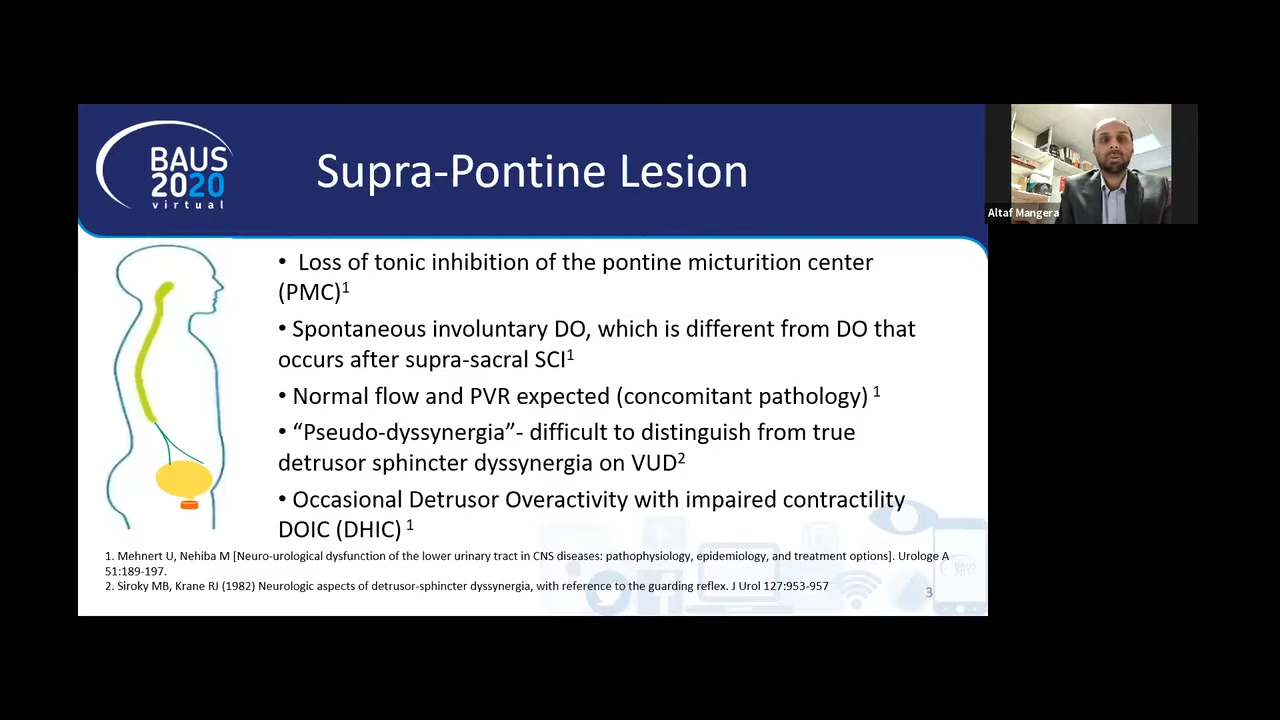 BAUS
2020
virtual
Supra-Pontine Lesion
Altaf Mangera
• Loss of tonic inhibition of the pontine micturition center
(PMC)1
• Spontaneous involuntary DO, which is different from DO that
occurs after supra-sacral SCI1
• Normal flow and PVR expected (concomitant pathology) 1
• “Pseudo-dyssynergia”- difficult to distinguish from true
detrusor sphincter dyssynergia on VUD2
• Occasional Detrusor Overactivity with impaired contractility
DOIC (DHIC) 1
1. Mehnert U, Nehiba M [Neuro-urological dysfunction of the lower urinary tract in CNS diseases: pathophysiology, epidemiology, and treatment options]. Urologe A
51:189-197.
2. Siroky MB, Krane RJ (1982) Neurologic aspects of detrusor-sphincter dyssynergia, with reference to the guarding reflex. J Urol 127:953-957
3